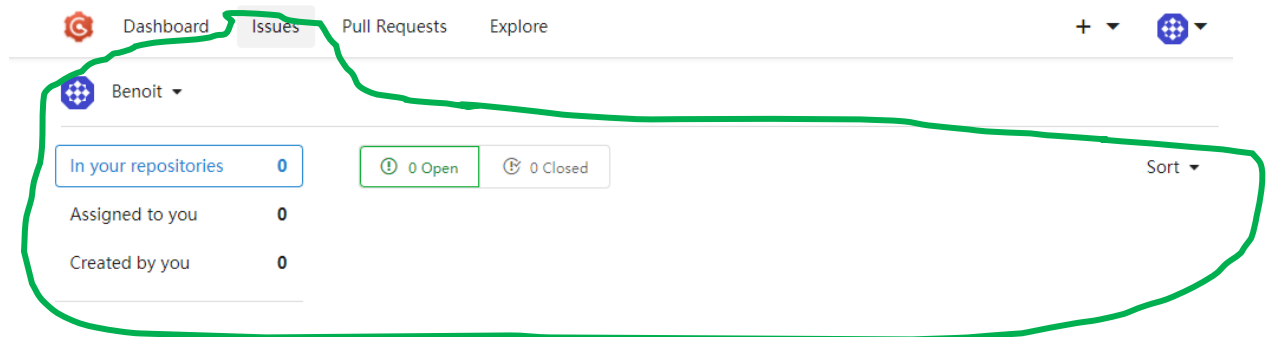 Dashboard Issues Pull Requests Explore
Benoit
In your repositories 0 0 Open 0 Closed Sort
Assigned to you 0
Created by you 0